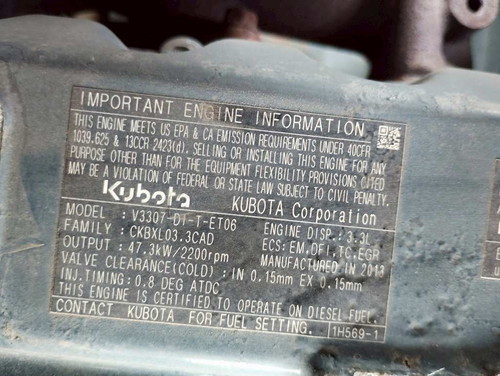 IMPORTANT ENGINE INFORMATION
THIS ENGINE MEETS US EPA & CA EMISSION REQUIREMENTS UNDER 40CFR
1039.625 & 13CCR 2423(d). SELLING OR INSTALLING THIS ENGINE FOR ANY
PURPOSE OTHER THAN FOR THE EQUIPMENT FLEXIBILITY PROVISIONS CITED
MAY BE A VIOLATION OF FEDERAL OR STATE LAW SUBJECT TO CIVIL PENALTY.
Kubota KUBOTA Corporation
MODEL : V3307-DI-T-ET06 ENGINE DISP.: 3.3L
FAMILY : CKBXL03.3CAD ECS: EM,DFI,TC,EGR
OUTPUT : 47.3kW/2200rpm MANUFACTURED IN 2013
VALVE CLEARANCE(COLD) : IN 0.15mm EX 0.15mm
INJ.TIMING: 0.8 DEG ATDC
THIS ENGINE IS CERTIFIED TO OPERATE ON DIESEL FUEL.
CONTACT KUBOTA FOR FUEL SETTING. 1H569-1